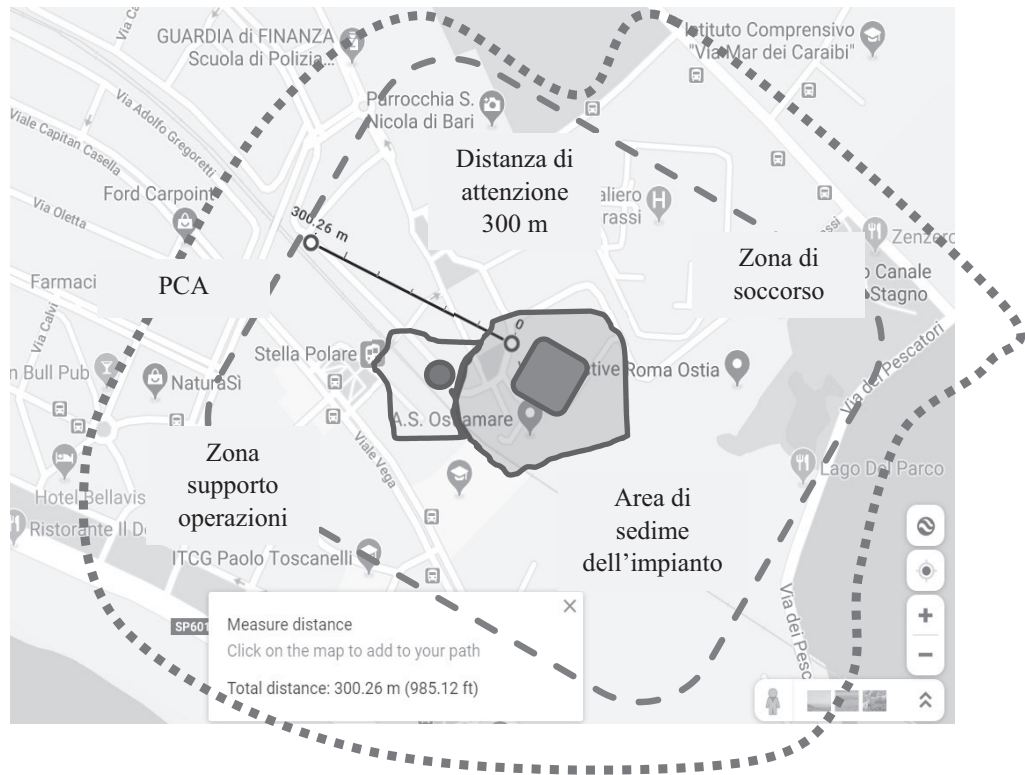 Via Ca
GUARDIA di FINANZA
Scuola di Polizia...
Istituto Comprensivo
"Via Mar dei Caraibi"
Via Adolfo Gregoretti
Viale Capitan Casella
Parrocchia S.
Nicola di Bari
Distanza di
attenzione
300 m
Ford Carpoint
Via Oletta
aliero
rassi
300.26 m
Zenzero
Zona di
soccorso
Canale
Stagno
Farmaci
PCA
Via Calvi
0
Stella Polare
n Bull Pub
NaturaSì
tive Roma Ostia
Via dei Pescatori
A.S. Ostiamare
Viale Vega
Zona
supporto
operazioni
Lago Del Parco
Hotel Bellavis
Area di
sedime
dell'impianto
Ristorante Il De
ITCG Paolo Toscanelli
Via dei Pesc
SP601
Measure distance
Click on the map to add to your path
Total distance: 300.26 m (985.12 ft)